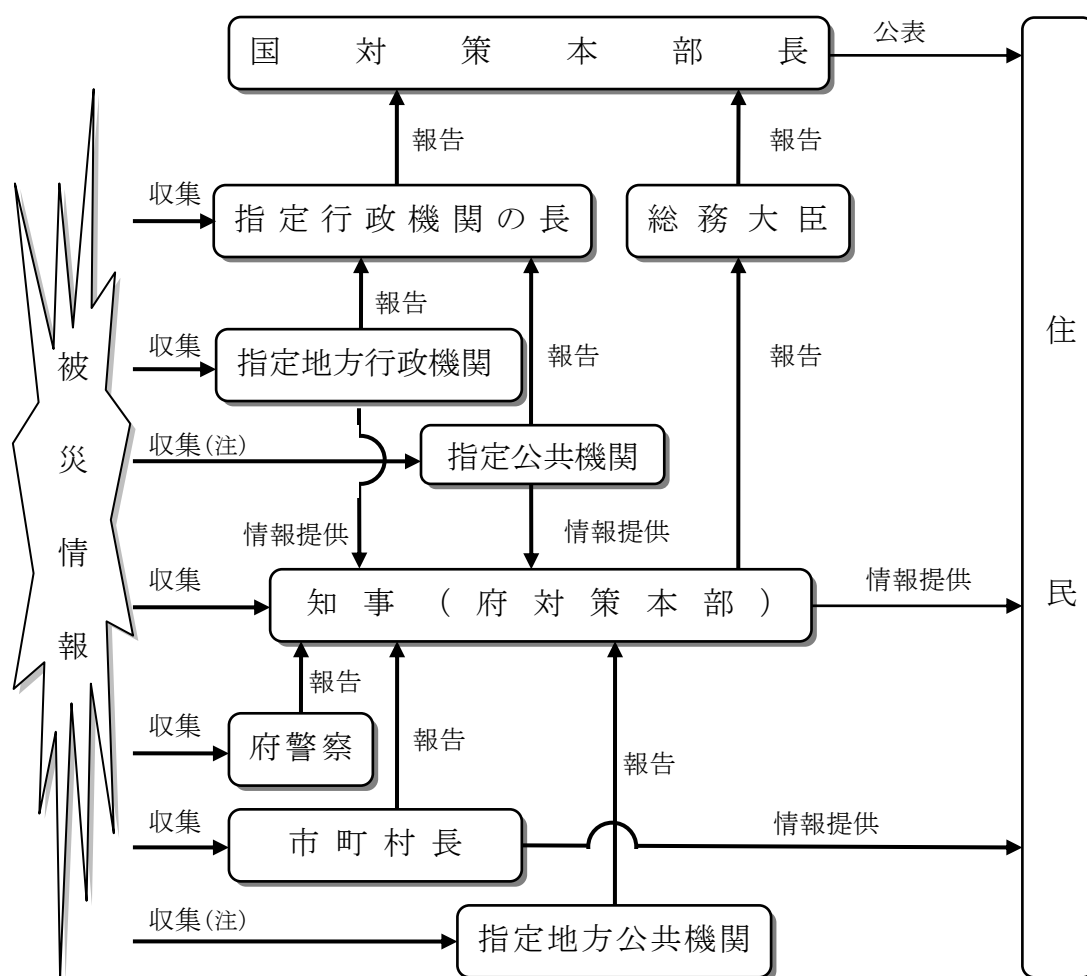 国対策本部長
公表
報告
報告
収集
指定行政機関の長
総務大臣
報告
収集
指定地方行政機関
報告
報告
住民
被災情報
収集(注)
指定公共機関
情報提供
情報提供
収集
知事(府対策本部)
情報提供
報告
収集
府警察
報告
報告
収集
市町村長
情報提供
収集(注)
指定地方公共機関